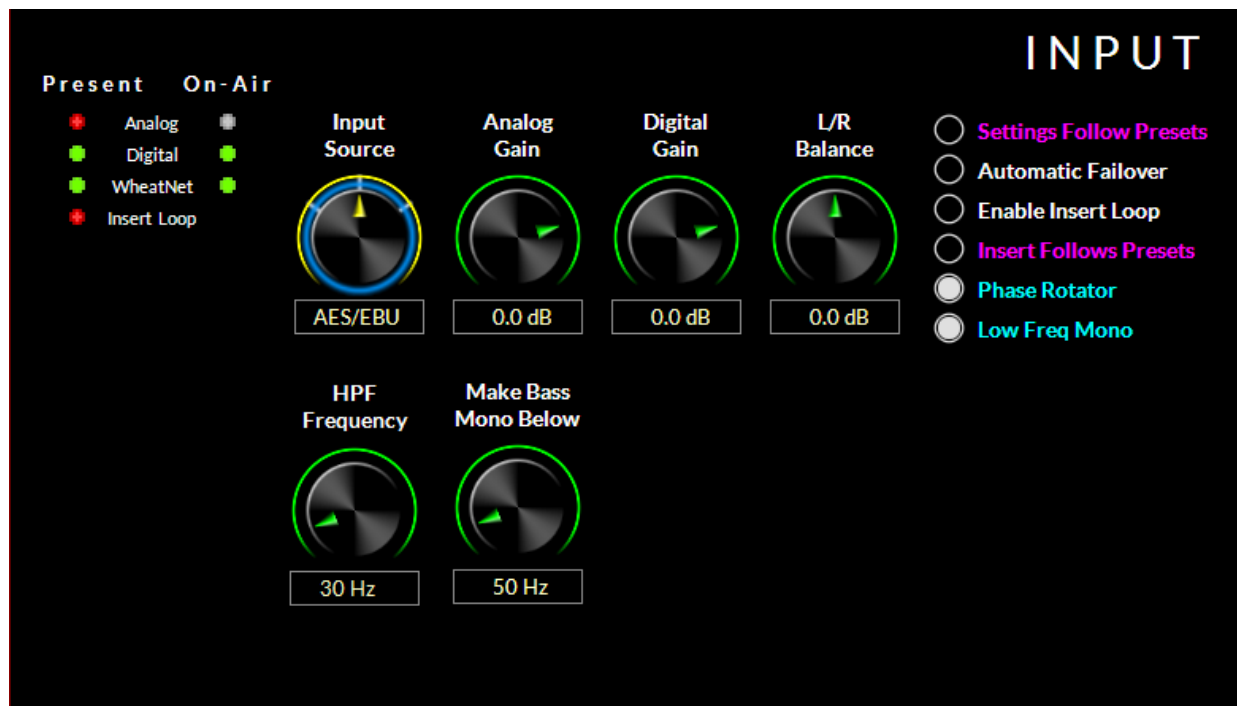 INPUT
Present On-Air
Analog
Digital
WheatNet
Insert Loop
Input
Source
AES/EBU
Analog
Gain
0.0 dB
Digital
Gain
0.0 dB
L/R
Balance
0.0 dB
Settings Follow Presets
Automatic Failover
Enable Insert Loop
Insert Follows Presets
Phase Rotator
Low Freq Mono
HPF
Frequency
30 Hz
Make Bass
Mono Below
50 Hz